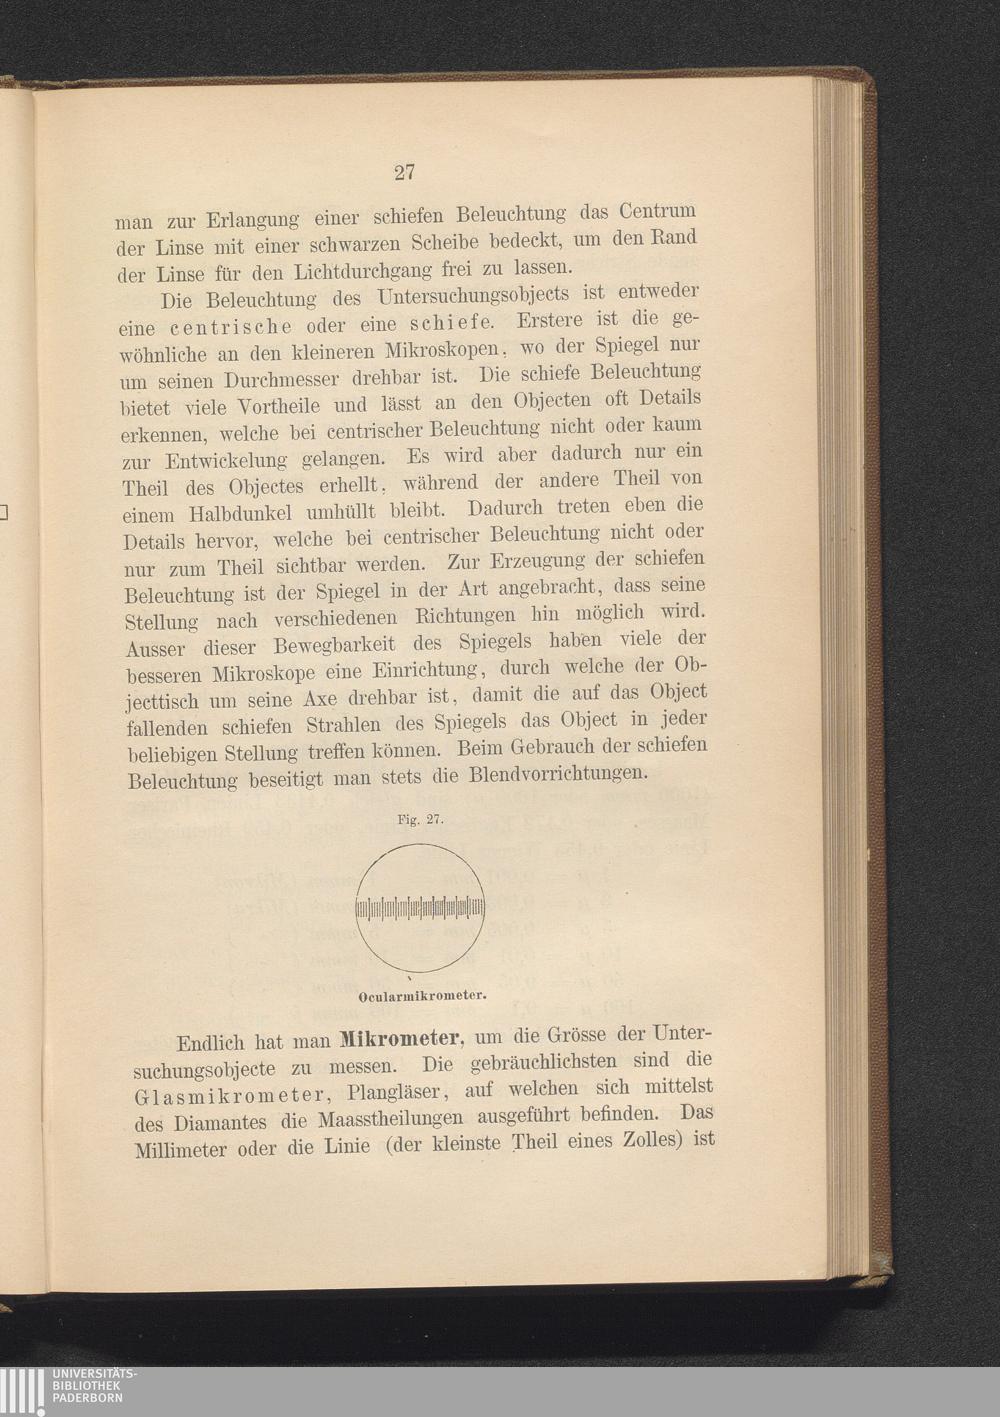 27
man zur Erlangung einer schiefen Beleuchtung das Centrum
der Linse mit einer schwarzen Scheibe bedeckt, um den Rand
der Linse für den Lichtdurchgang frei zu lassen.
Die Beleuchtung des Untersuchungsobjects ist entweder
eine centrische oder eine schiefe. Erstere ist die ge-
wöhnliche an den kleineren Mikroskopen, wo der Spiegel nur
um seinen Durchmesser drehbar ist. Die schiefe Beleuchtung
bietet viele Vortheile und lässt an den Objecten oft Details
erkennen, welche bei centrischer Beleuchtung nicht oder kaum
zur Entwickelung gelangen. Es wird aber dadurch nur ein
Theil des Objectes erhellt, während der andere Theil von
einem Halbdunkel umhüllt bleibt. Dadurch treten eben die
Details hervor, welche bei centrischer Beleuchtung nicht oder
nur zum Theil sichtbar werden. Zur Erzeugung der schiefen
Beleuchtung ist der Spiegel in der Art angebracht, dass seine
Stellung nach verschiedenen Richtungen hin möglich wird.
Ausser dieser Bewegbarkeit des Spiegels haben viele der
besseren Mikroskope eine Einrichtung, durch welche der Ob-
jecttisch um seine Axe drehbar ist, damit die auf das Object
fallenden schiefen Strahlen des Spiegels das Object in jeder
beliebigen Stellung treffen können. Beim Gebrauch der schiefen
Beleuchtung beseitigt man stets die Blendvorrichtungen.
Fig. 27.
Ocularmikrometer.
Endlich hat man Mikrometer, um die Grösse der Unter-
suchungsobjecte zu messen. Die gebräuchlichsten sind die
Glasmikrometer, Plangläser, auf welchen sich mittelst
des Diamantes die Maasstheilungen ausgeführt befinden. Das
Millimeter oder die Linie (der kleinste Theil eines Zolles) ist
UNIVERSITÄTS-
BIBLIOTHEK
PADERBORN